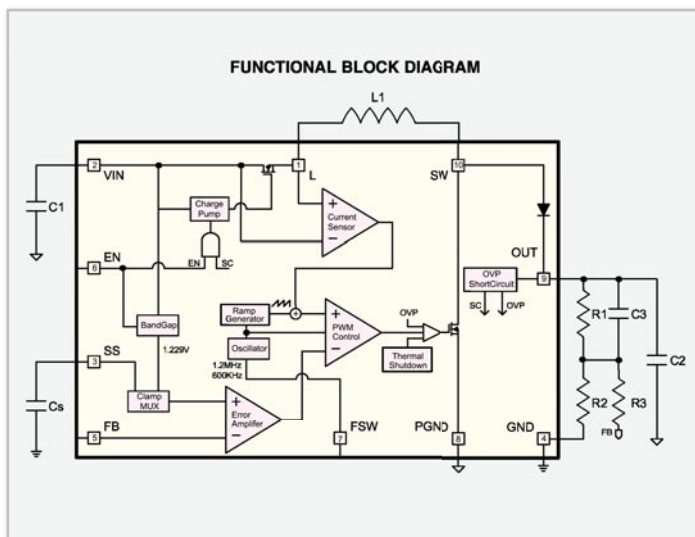 FUNCTIONAL BLOCK DIAGRAM
L1
2
VIN
1
L
10
SW
C1
Charge
Pump
+
Current
Sensor
−
EN
6
EN
SC
OUT
9
OVP
ShortCircuit
SC
OVP
R1
C3
C2
Ramp
Generator
+
+
PWM
Control
−
OVP
Thermal
Shutdown
BandGap
1.229V
Oscillator
1.2MHz
600KHz
SS
3
Clamp
MUX
Cs
+
Error
Amplifer
−
FB
5
FSW
7
PGND
8
GND
4
R2
R3
FB